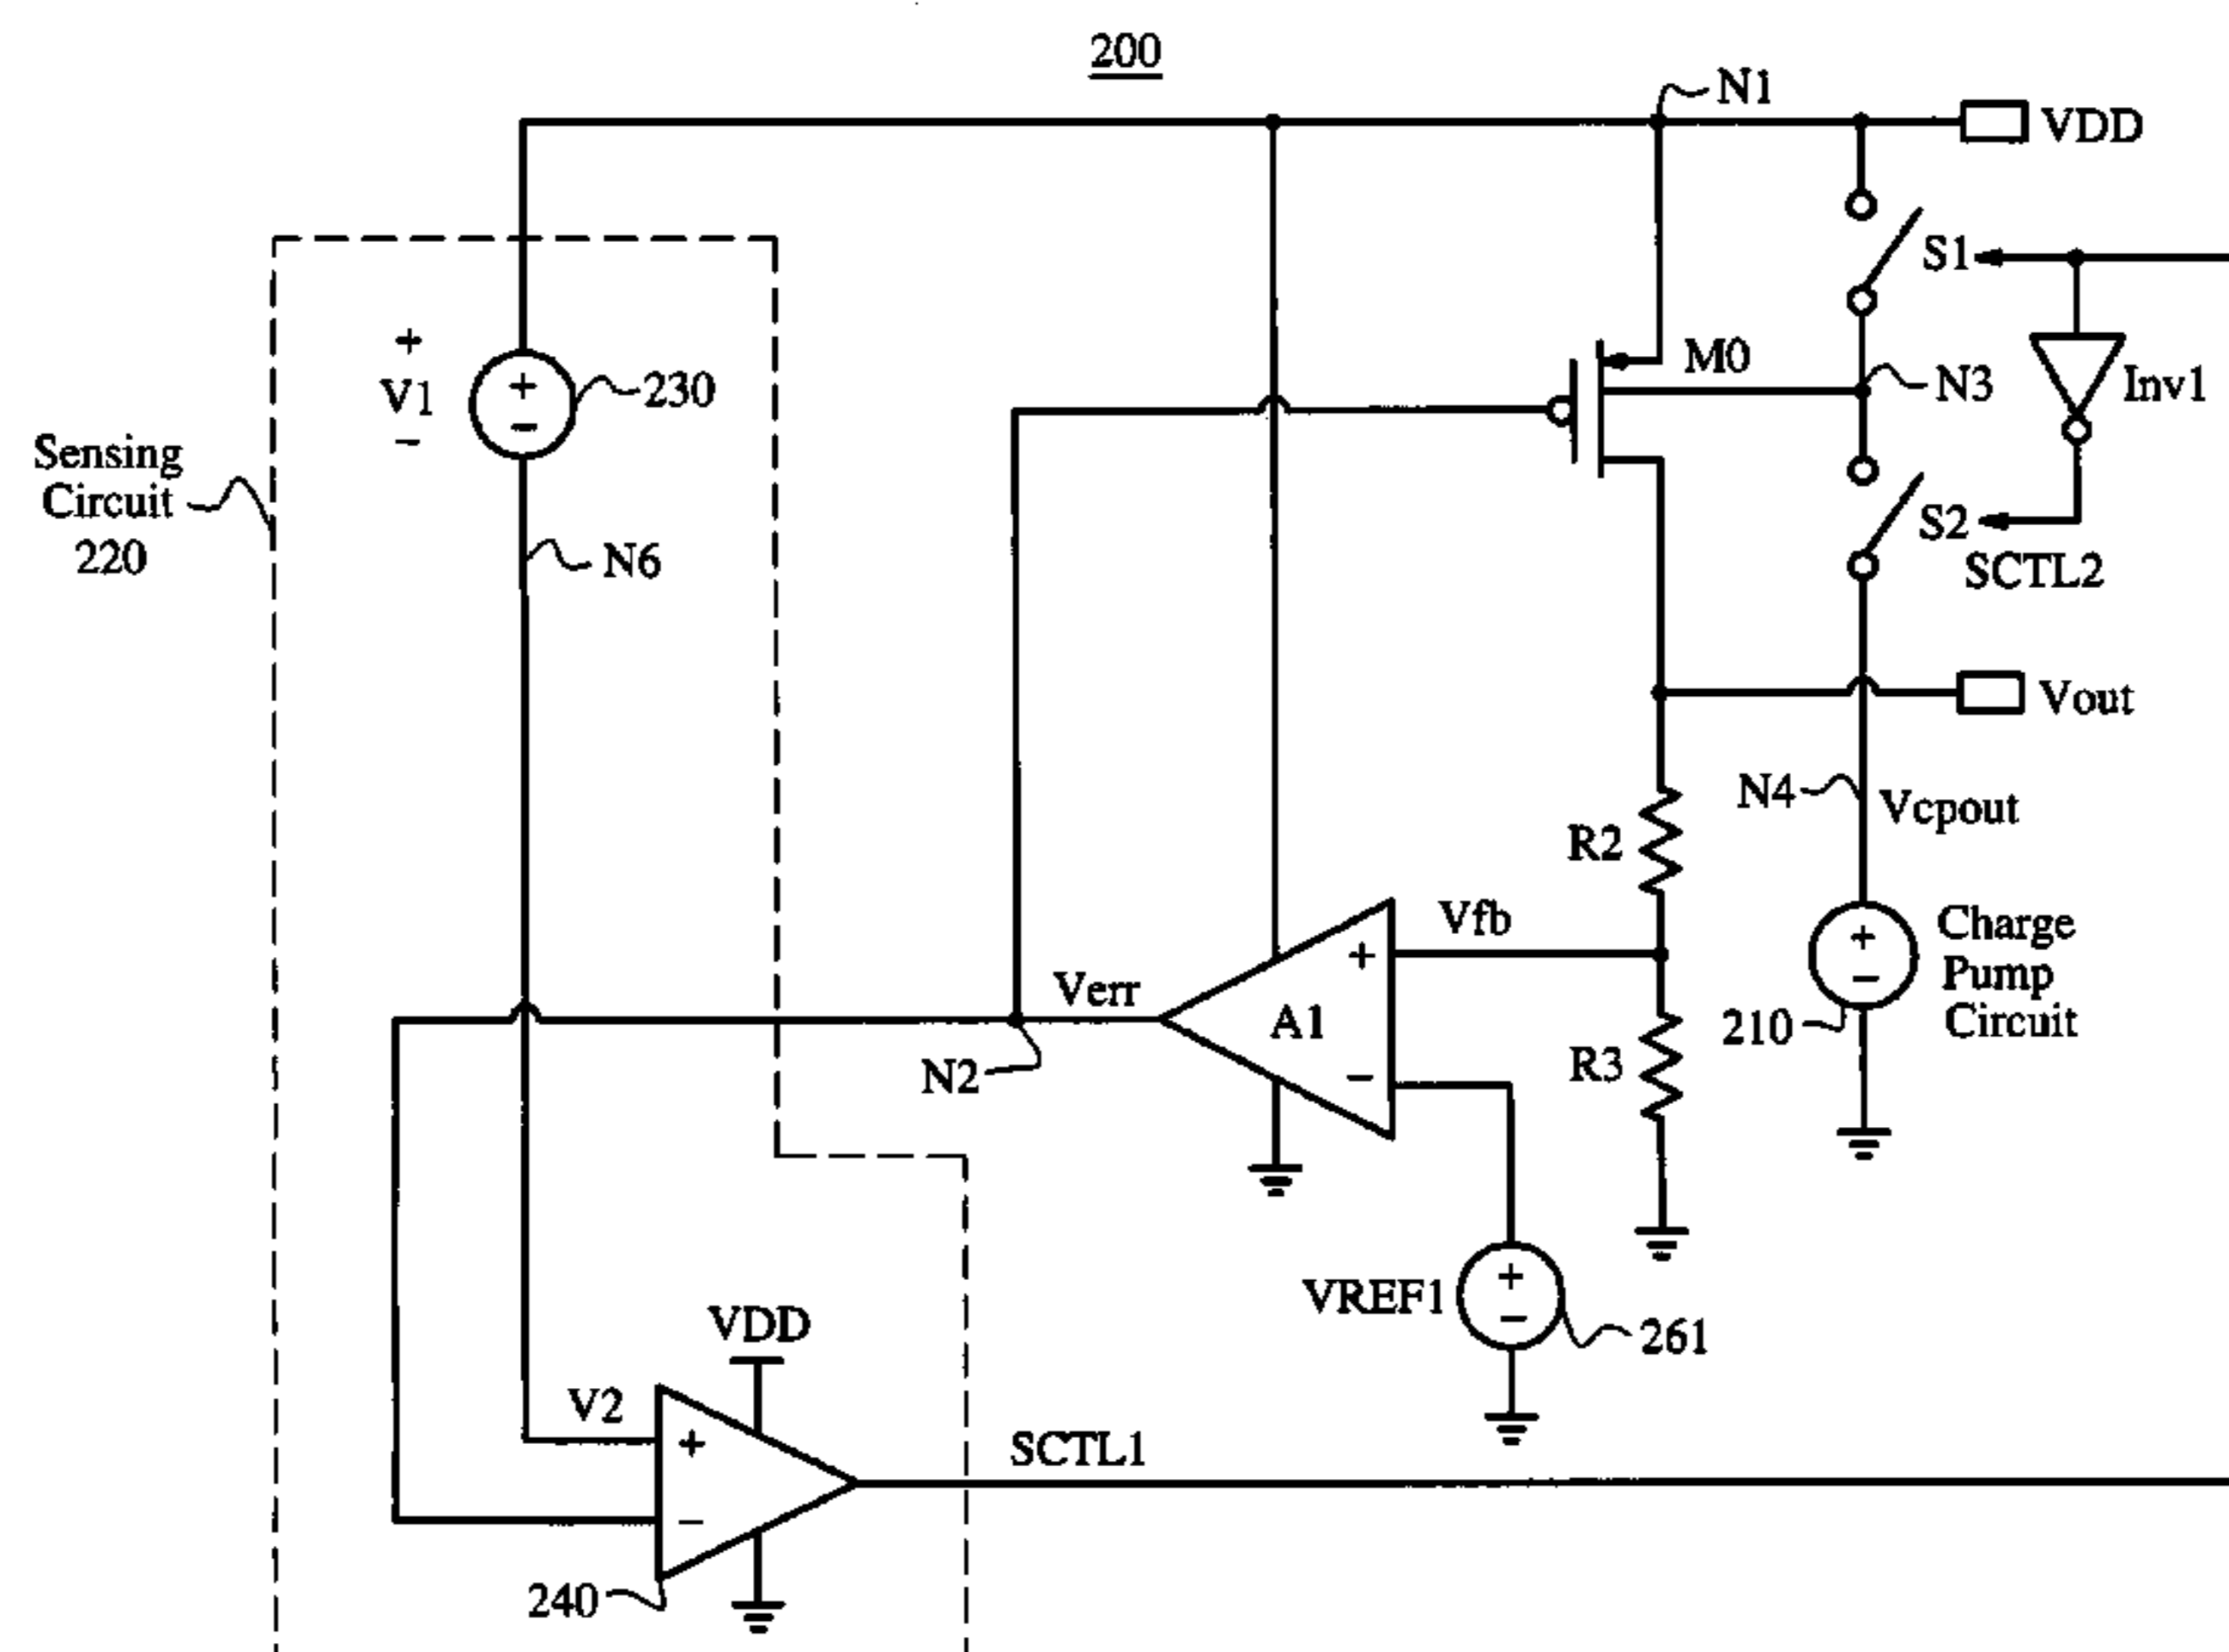 200
N1
VDD
S1
+
V1
−
+
−
230
M0
N3
Inv1
Sensing
Circuit
220
N6
S2
SCTL2
Vout
N4
Vcpout
R2
Vfb
+
A1
−
Verr
N2
+
−
Charge
Pump
Circuit
210
R3
VREF1
+
−
261
VDD
V2
+
−
SCTL1
240